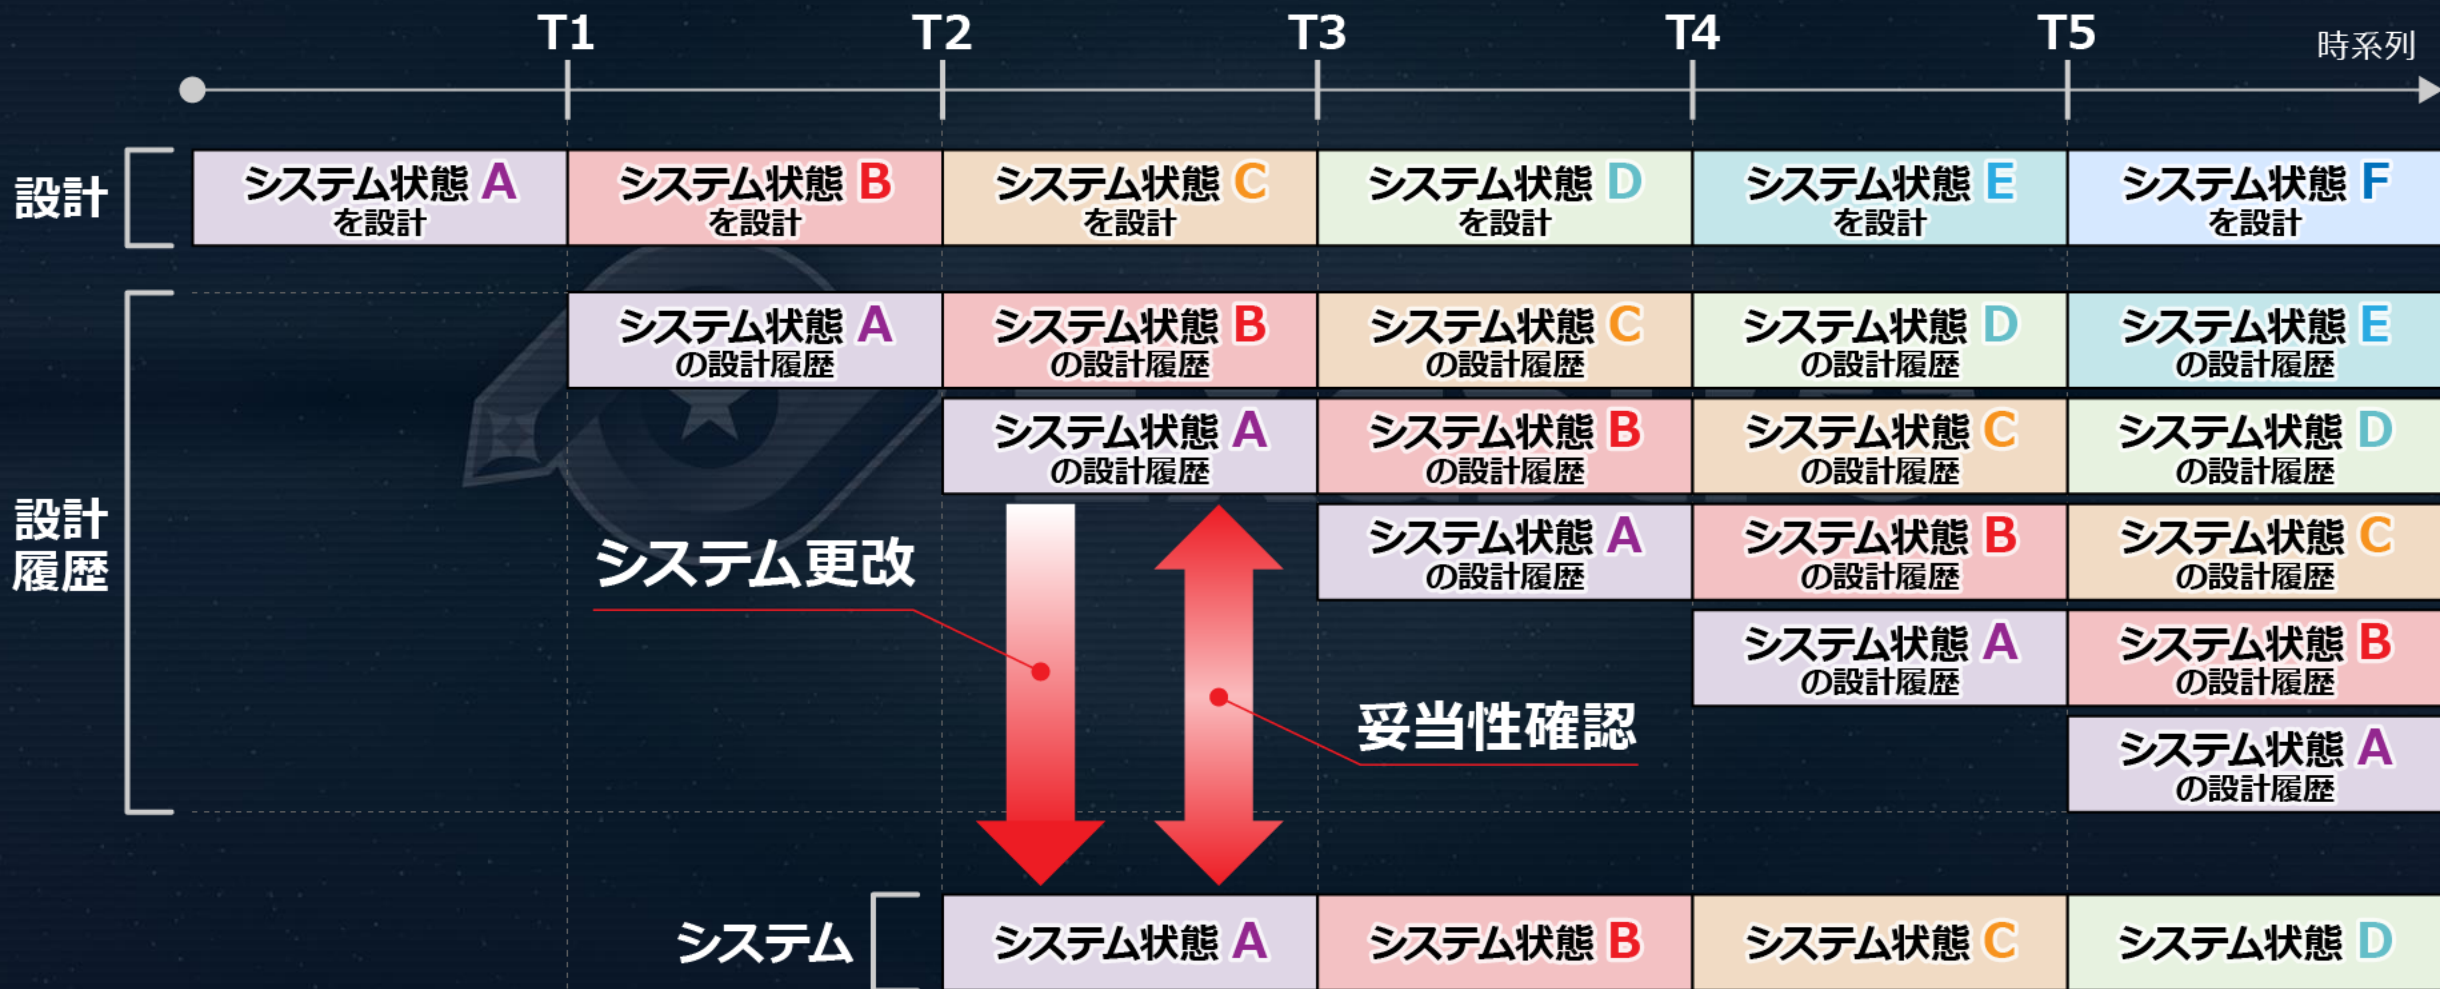 T1 T2 T3 T4 T5 時系列
設計
システム状態 A
を設計
システム状態 B
を設計
システム状態 C
を設計
システム状態 D
を設計
システム状態 E
を設計
システム状態 F
を設計
設計
履歴
システム状態 A
の設計履歴
システム状態 B
の設計履歴
システム状態 C
の設計履歴
システム状態 D
の設計履歴
システム状態 E
の設計履歴
システム状態 A
の設計履歴
システム状態 B
の設計履歴
システム状態 C
の設計履歴
システム状態 D
の設計履歴
システム状態 A
の設計履歴
システム状態 B
の設計履歴
システム状態 C
の設計履歴
システム更改
システム状態 A
の設計履歴
システム状態 B
の設計履歴
妥当性確認
システム状態 A
の設計履歴
システム
システム状態 A
システム状態 B
システム状態 C
システム状態 D